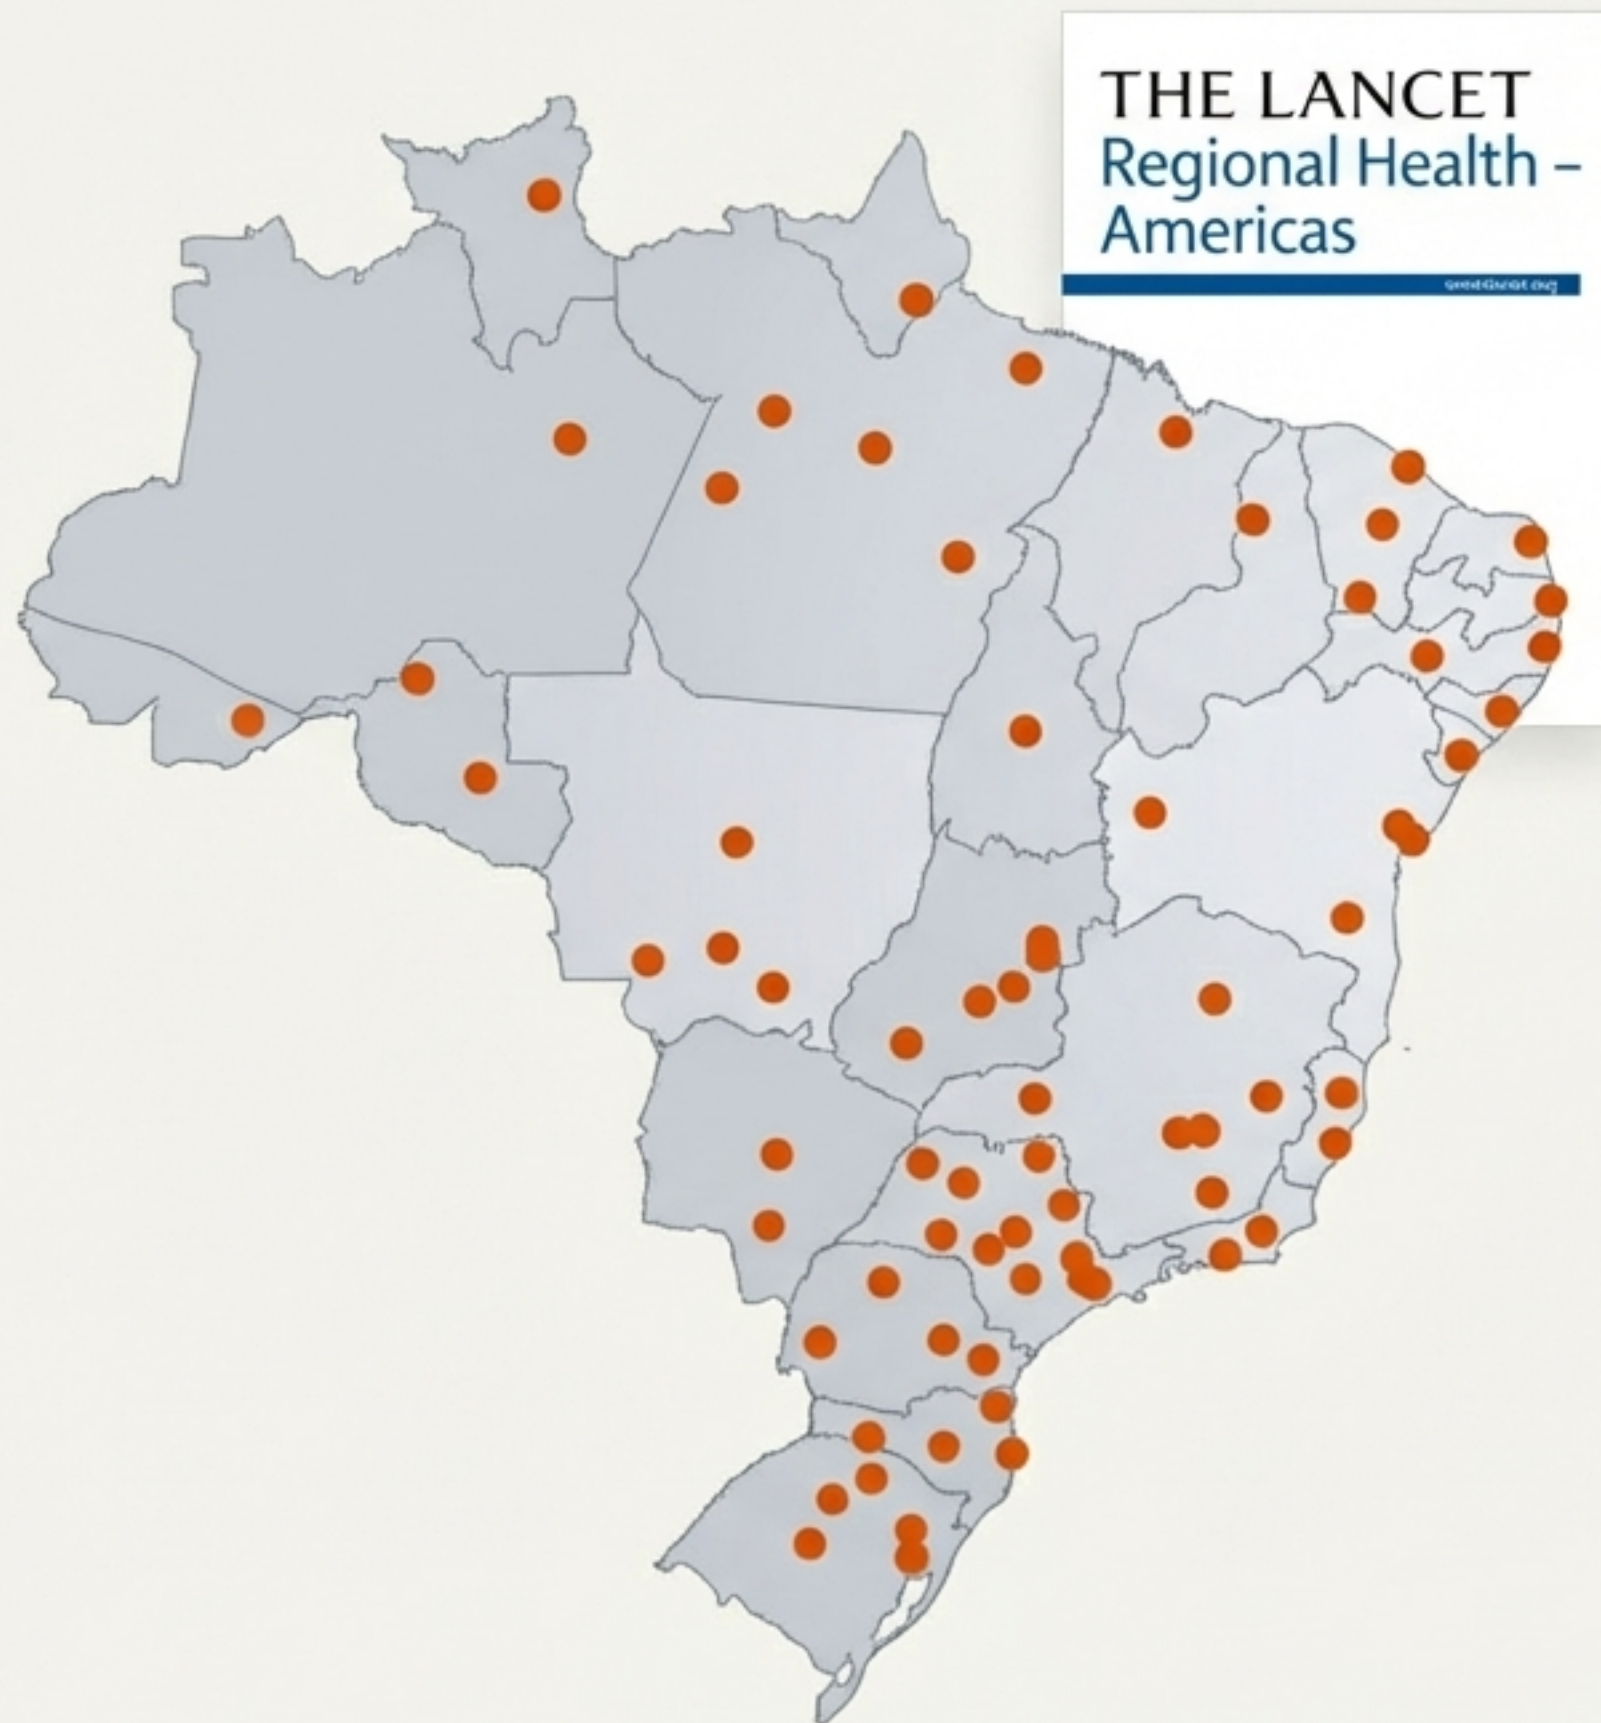 THE LANCET
Regional Health –
Americas